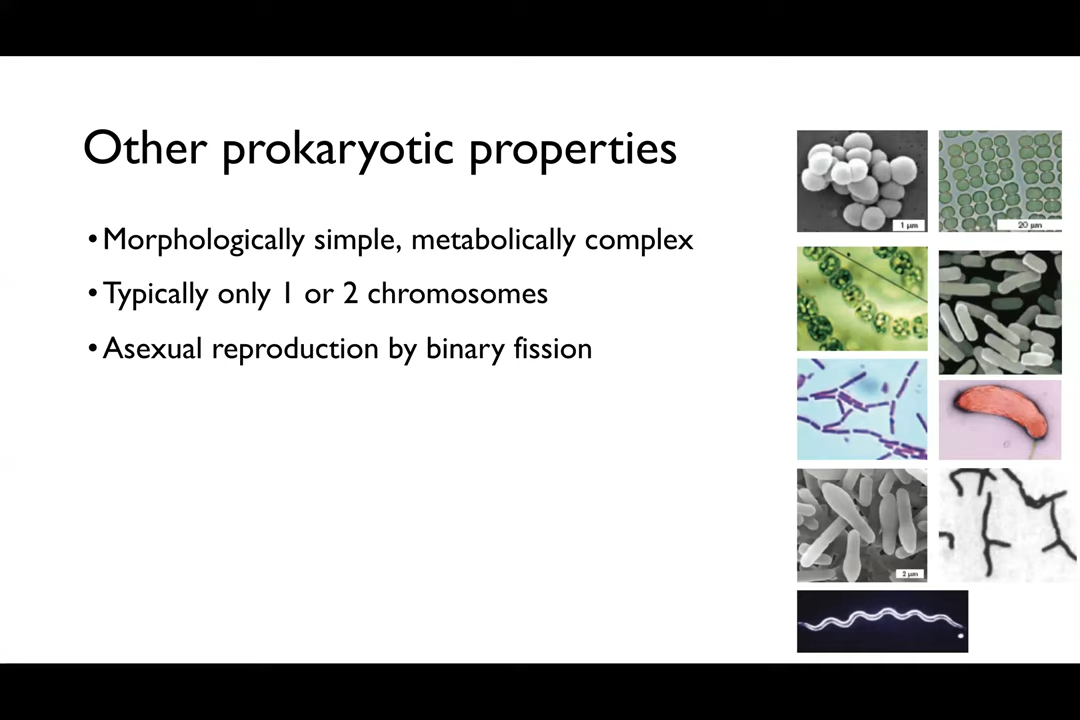 Other prokaryotic properties
•Morphologically simple, metabolically complex
•Typically only 1 or 2 chromosomes
•Asexual reproduction by binary fission
1 µm
20 µm
2 µm